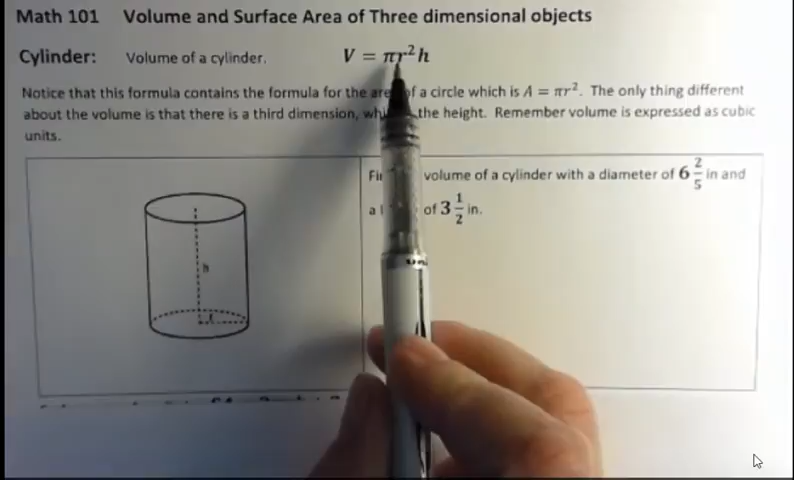 Math 101 Volume and Surface Area of Three dimensional objects
Cylinder: Volume of a cylinder. V = πr²h
Notice that this formula contains the formula for the of a circle which is A = πr². The only thing different
about the volume is that there is a third dimension, the height. Remember volume is expressed as cubic
units.
volume of a cylinder with a diameter of 6 2/5 in and
a of 3 1/2 in.
h
r